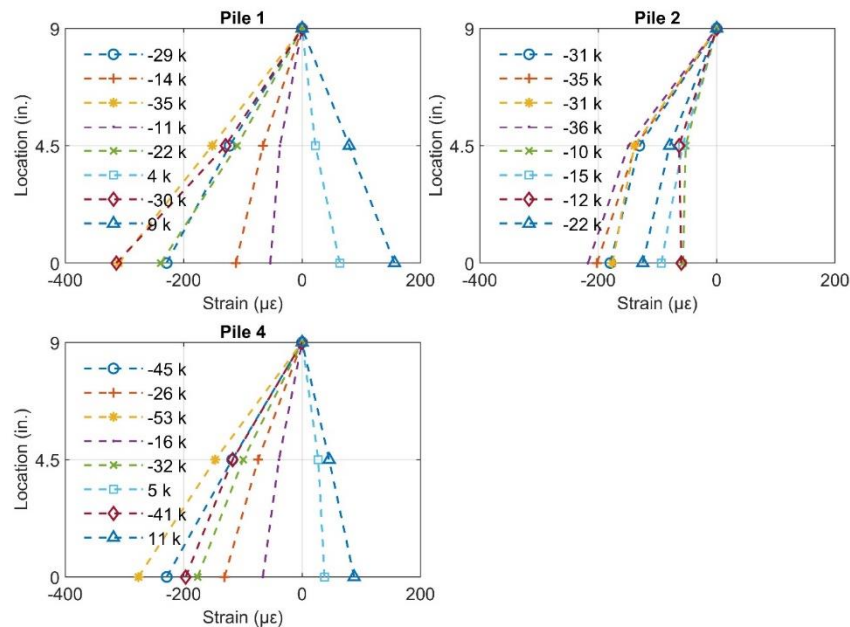 Pile 1
9
4.5
0
Location (in.)
-29 k
-14 k
-35 k
-11 k
-22 k
4 k
-30 k
9 k
-400
-200
0
200
Strain (µε)
Pile 2
9
4.5
0
Location (in.)
-31 k
-35 k
-31 k
-36 k
-10 k
-15 k
-12 k
-22 k
-400
-200
0
200
Strain (µε)
Pile 4
9
4.5
0
Location (in.)
-45 k
-26 k
-53 k
-16 k
-32 k
5 k
-41 k
11 k
-400
-200
0
200
Strain (µε)